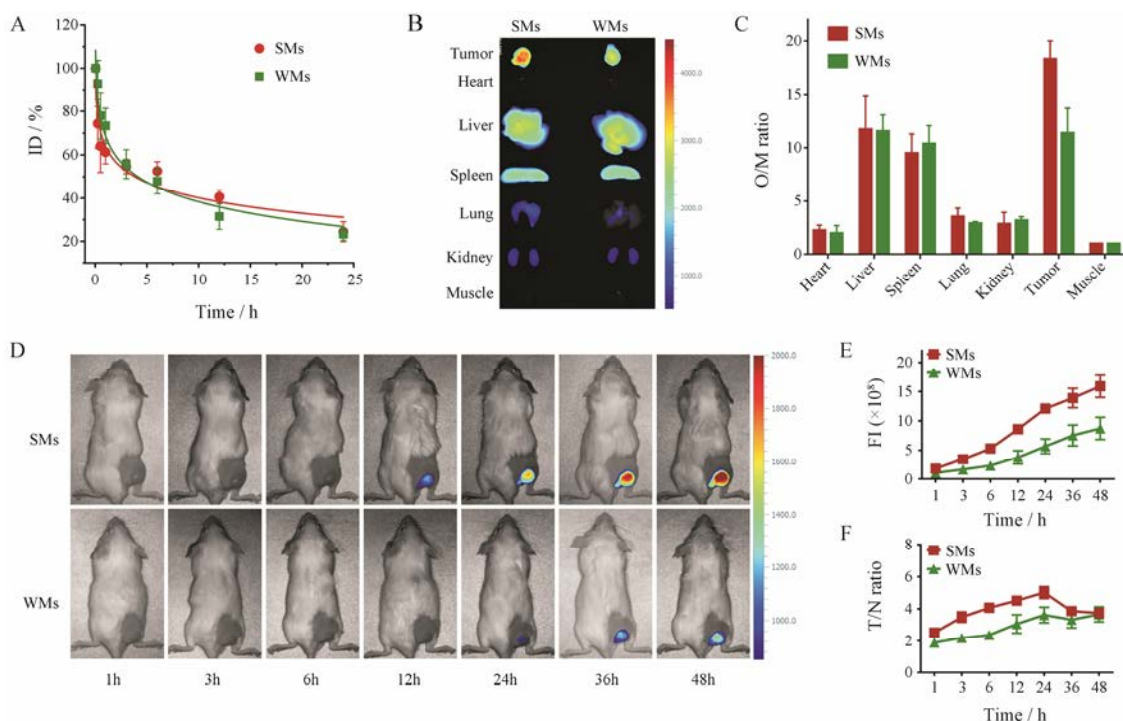 A
120
100
80
60
40
20
ID / %
SMs
WMs
0
5
10
15
20
25
Time / h
B
SMs
WMs
Tumor
Heart
Liver
Spleen
Lung
Kidney
Muscle
4000.0
3000.0
2000.0
1000.0
C
SMs
WMs
20
15
10
5
0
O/M ratio
Heart
Liver
Spleen
Lung
Kidney
Tumor
Muscle
D
SMs
WMs
1h
3h
6h
12h
24h
36h
48h
2000.0
1800.0
1600.0
1400.0
1200.0
1000.0
E
SMs
WMs
20
15
10
5
0
FI (×10⁸)
1
3
6
12
24
36
48
Time / h
F
SMs
WMs
8
6
4
2
0
T/N ratio
1
3
6
12
24
36
48
Time / h